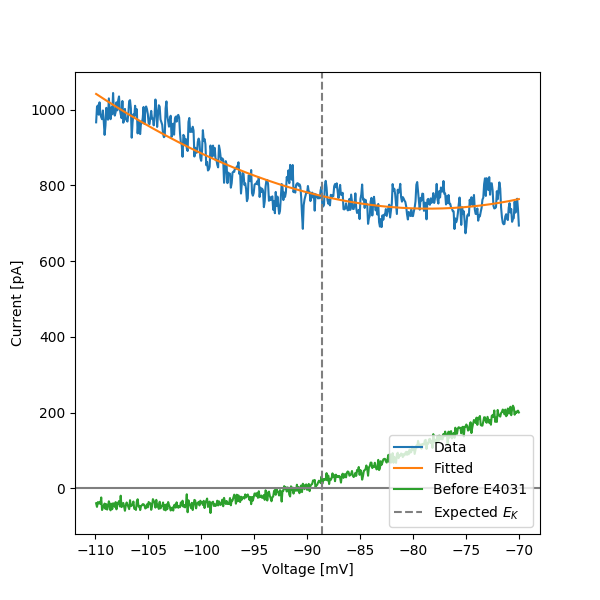 1000
800
600
400
200
0
Current [pA]
Data
Fitted
Before E4031
Expected $E_K$
−110 −105 −100 −95 −90 −85 −80 −75 −70
Voltage [mV]